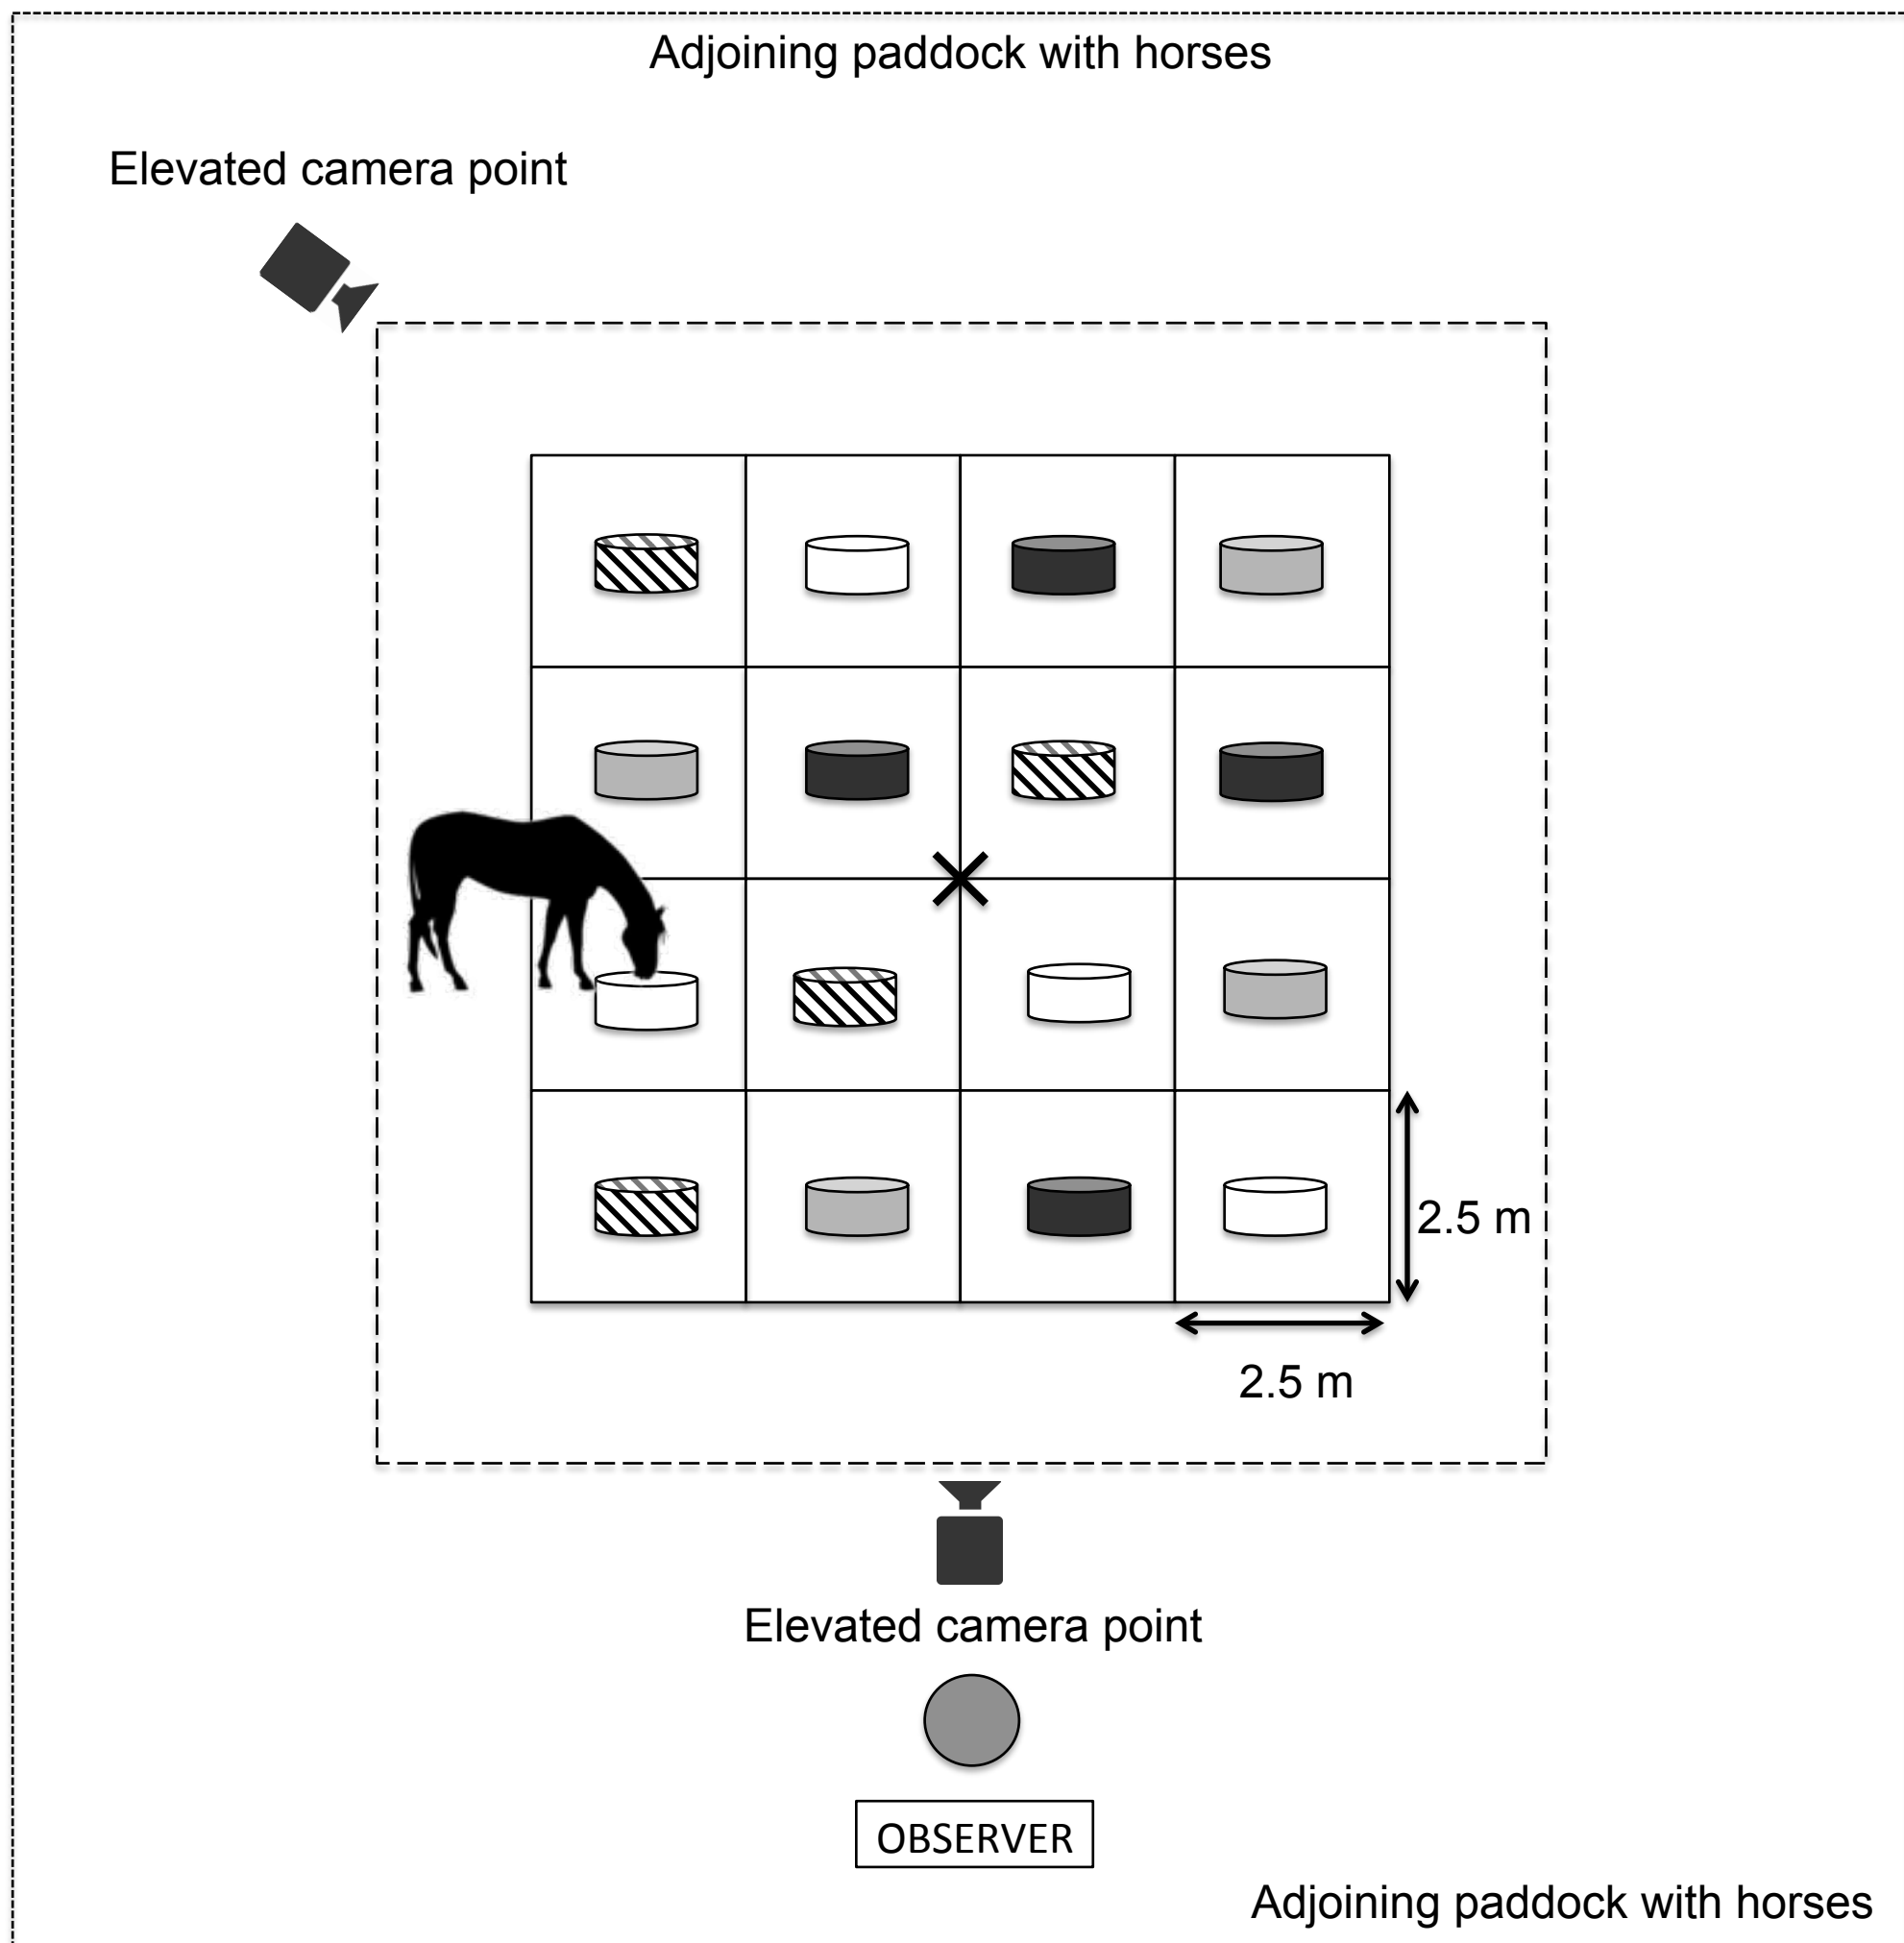 Adjoining paddock with horses
Elevated camera point
2.5 m
2.5 m
Elevated camera point
OBSERVER
Adjoining paddock with horses